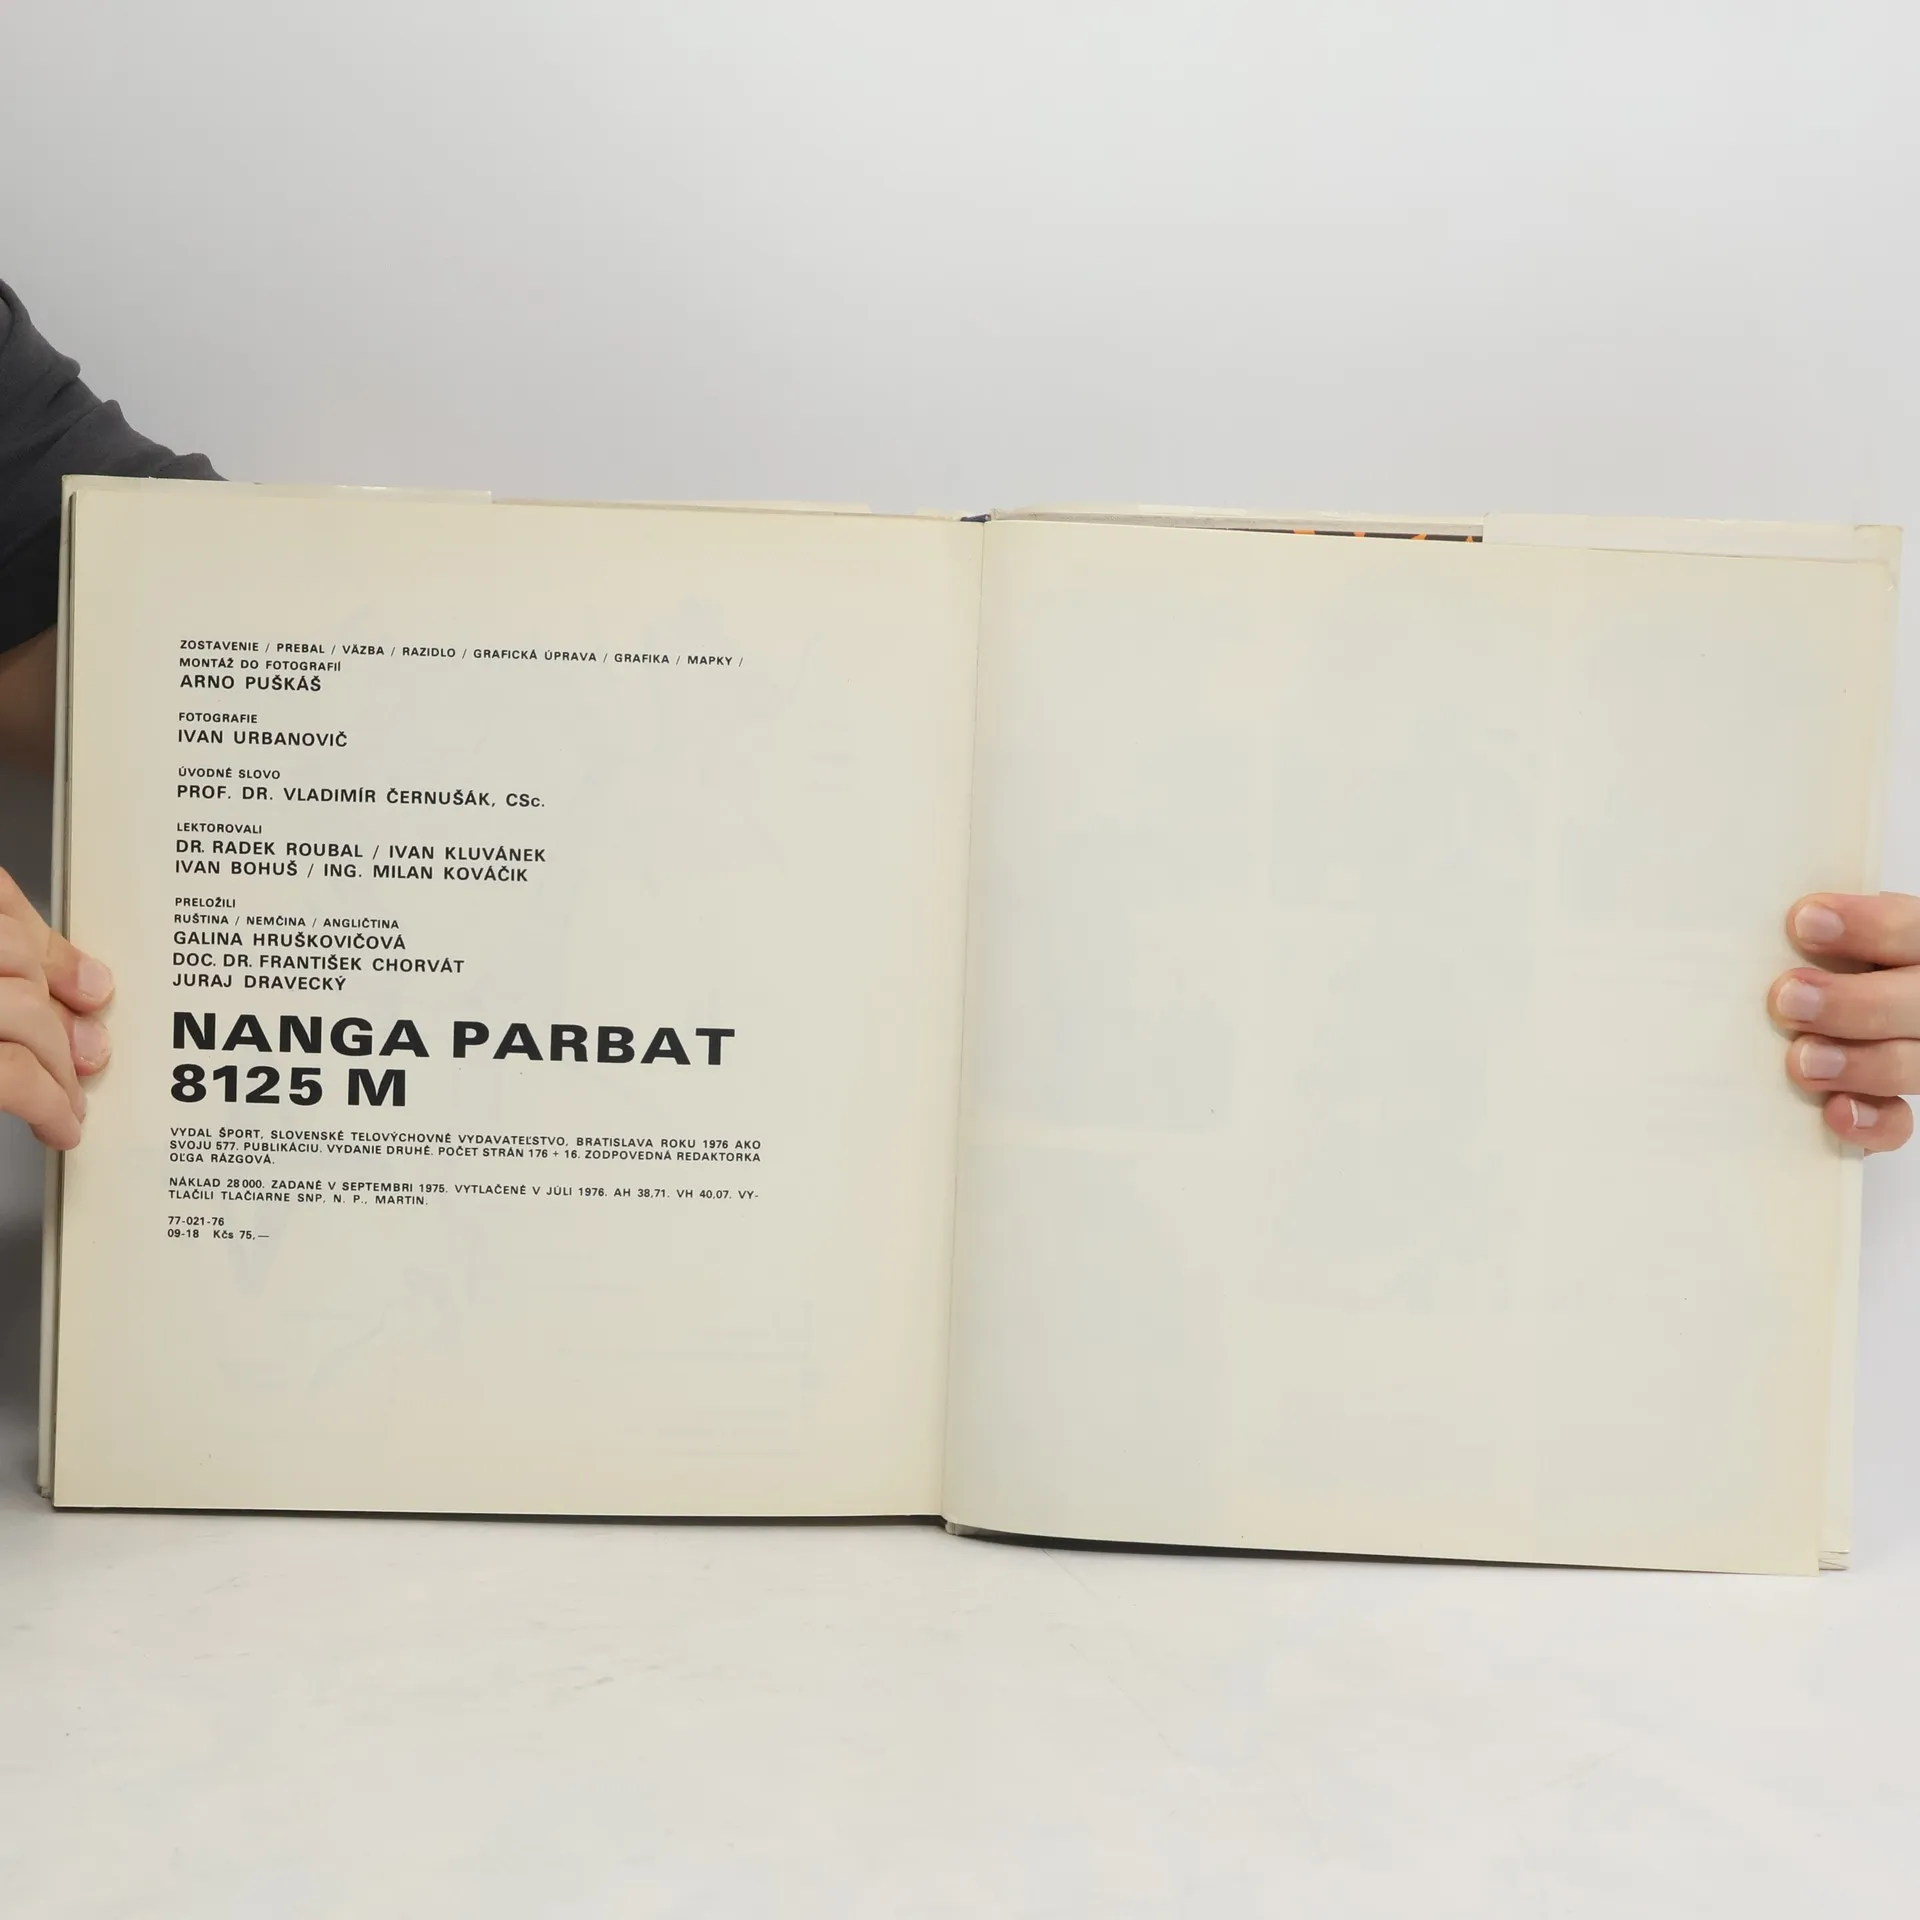 ZOSTAVENIE / PREBAL / VÄZBA / RAZIDLO / GRAFICKÁ ÚPRAVA / GRAFIKA / MAPKY /
MONTÁŽ DO FOTOGRAFIÍ
ARNO PUŠKÁŠ
FOTOGRAFIE
IVAN URBANOVIČ
ÚVODNÉ SLOVO
PROF. DR. VLADIMÍR ČERNUŠÁK, CSc.
LEKTOROVALI
DR. RADEK ROUBAL / IVAN KLUVÁNEK
IVAN BOHUŠ / ING. MILAN KOVÁČIK
PRELOŽILI
RUŠTINA / NEMČINA / ANGLIČTINA
GALINA HRUŠKOVIČOVÁ
DOC. DR. FRANTIŠEK CHORVÁT
JURAJ DRAVECKÝ
NANGA PARBAT
8125 M
VYDAL ŠPORT, SLOVENSKÉ TELOVÝCHOVNÉ VYDAVATEĽSTVO, BRATISLAVA ROKU 1976 AKO
SVOJU 577. PUBLIKÁCIU. VYDANIE DRUHÉ. POČET STRÁN 176 + 16. ZODPOVEDNÁ REDAKTORKA
OĽGA RÁZGOVÁ.
NÁKLAD 28 000. ZADANÉ V SEPTEMBRI 1975. VYTLAČENÉ V JÚLI 1976. AH 38,71. VH 40,07. VY-
TLAČILI TLAČIARNE SNP, N. P., MARTIN.
77-021-76
09-18 Kčs 75,—